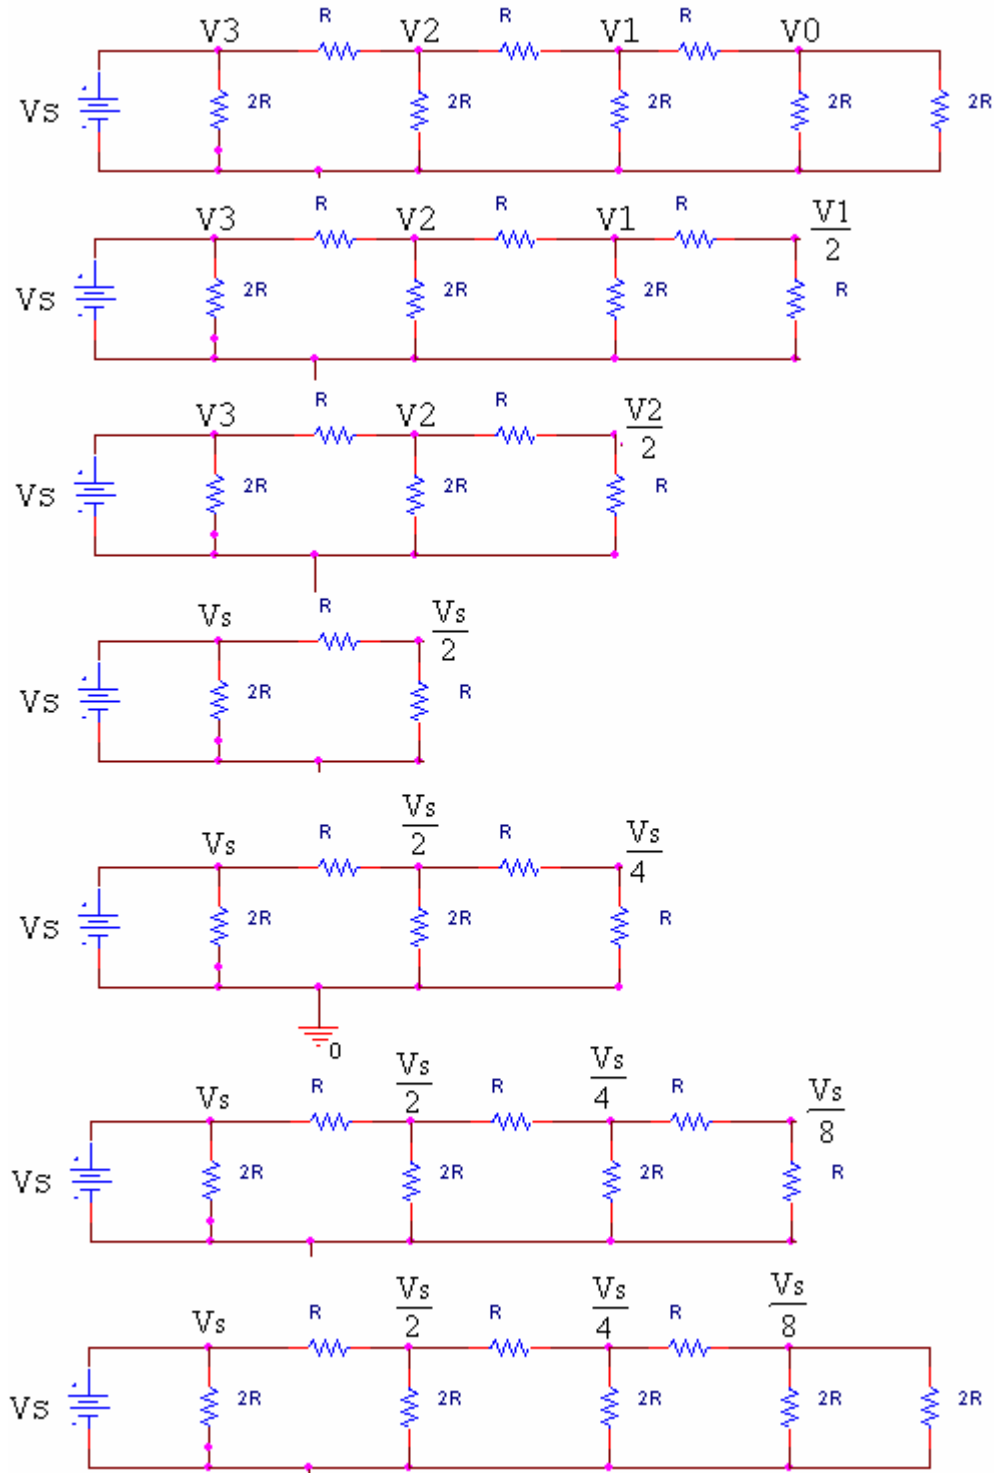 R R R
V3 V2 V1 V0
Vs 2R 2R 2R 2R 2R
R R R
V3 V2 V1 V1/2
Vs 2R 2R 2R R
R R
V3 V2 V2/2
Vs 2R 2R R
R
Vs Vs/2
Vs 2R R
R R
Vs Vs/2 Vs/4
Vs 2R 2R R
0
R R R
Vs Vs/2 Vs/4 Vs/8
Vs 2R 2R 2R R
R R R
Vs Vs/2 Vs/4 Vs/8
Vs 2R 2R 2R 2R 2R